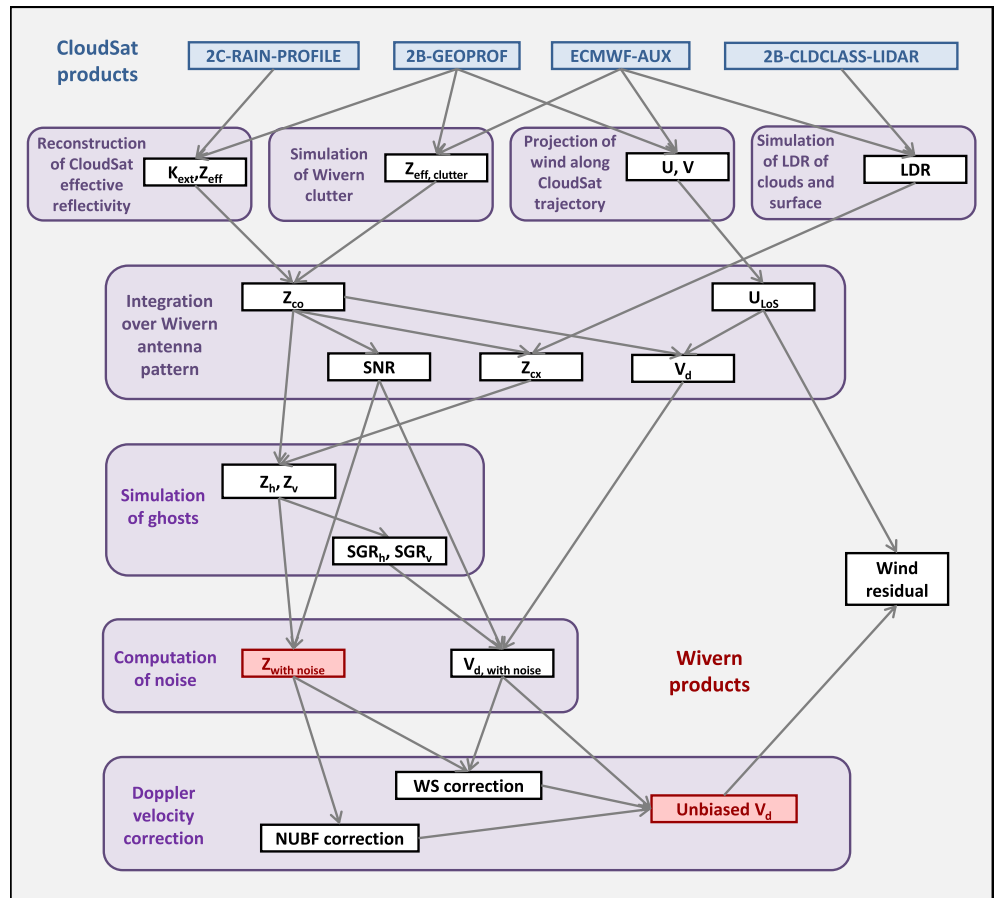 CloudSat
products
2C-RAIN-PROFILE
2B-GEOPROF
ECMWF-AUX
2B-CLDCLASS-LIDAR
Reconstruction
of CloudSat
effective
reflectivity
Kext,Zeff
Simulation
of Wivern
clutter
Zeff, clutter
Projection of
wind along
CloudSat
trajectory
U, V
Simulation
of LDR of
clouds and
surface
LDR
Integration
over Wivern
antenna
pattern
Zco
ULoS
SNR
Zcx
Vd
Simulation
of ghosts
Zh, Zv
SGRh, SGRv
Wind
residual
Computation
of noise
Zwith noise
Vd, with noise
Wivern
products
Doppler
velocity
correction
WS correction
Unbiased Vd
NUBF correction